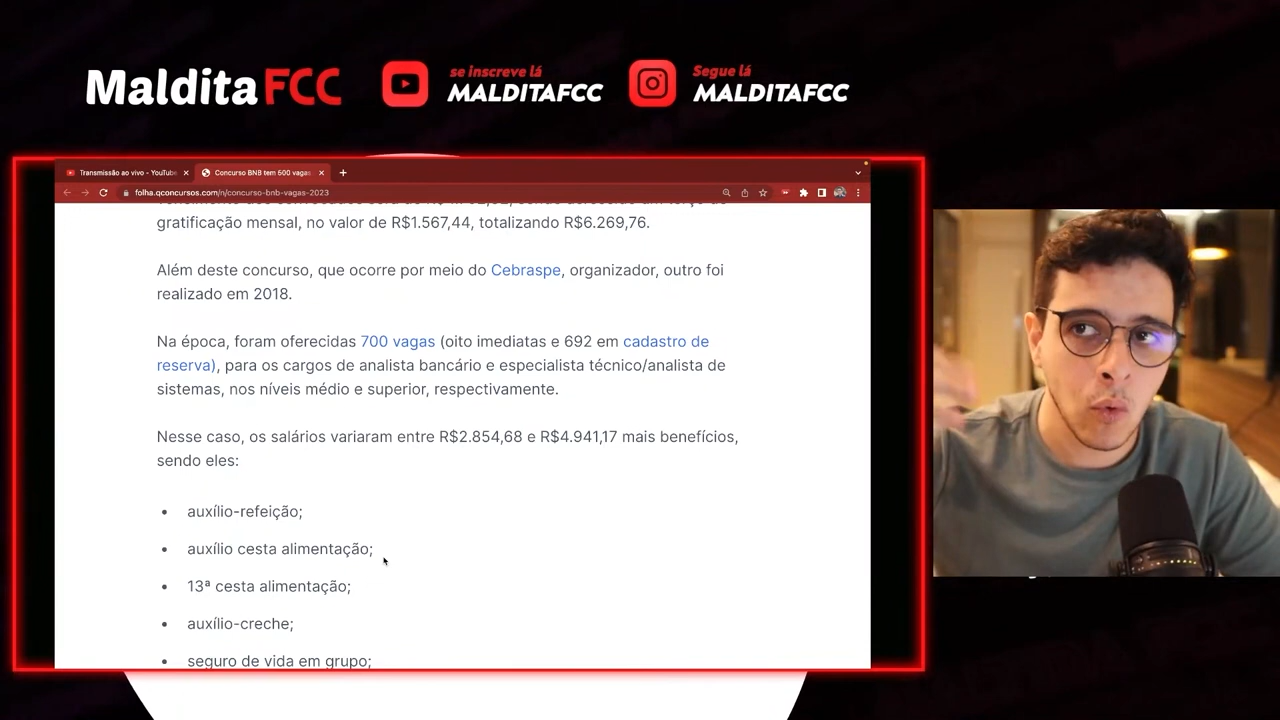 Maldita FCC
se inscreve lá
MALDITAFCC
Segue lá
MALDITAFCC
Transmissão ao vivo - YouTube
Concurso BNB tem 500 vagas
folha.qconcursos.com/n/concurso-bnb-vagas-2023
gratificação mensal, no valor de R$1.567,44, totalizando R$6.269,76.
Além deste concurso, que ocorre por meio do Cebraspe, organizador, outro foi
realizado em 2018.
Na época, foram oferecidas 700 vagas (oito imediatas e 692 em cadastro de
reserva), para os cargos de analista bancário e especialista técnico/analista de
sistemas, nos níveis médio e superior, respectivamente.
Nesse caso, os salários variaram entre R$2.854,68 e R$4.941,17 mais benefícios,
sendo eles:
• auxílio-refeição;
• auxílio cesta alimentação;
• 13ª cesta alimentação;
• auxílio-creche;
• seguro de vida em grupo;